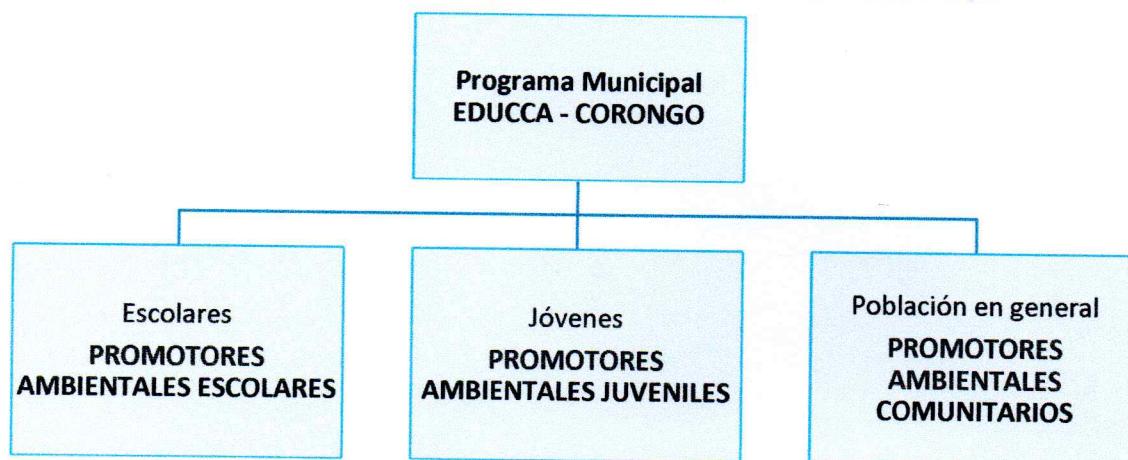 Programa Municipal
EDUCCA - CORONGO
Escolares
PROMOTORES
AMBIENTALES ESCOLARES
Jóvenes
PROMOTORES
AMBIENTALES JUVENILES
Población en general
PROMOTORES
AMBIENTALES
COMUNITARIOS